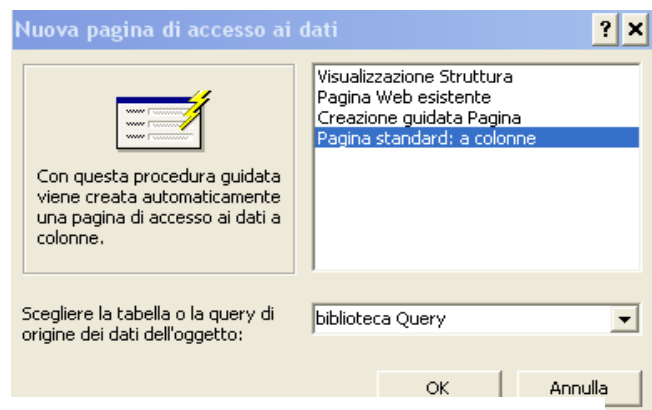 Nuova pagina di accesso ai dati
?
Visualizzazione Struttura
Pagina Web esistente
Creazione guidata Pagina
Pagina standard: a colonne
Con questa procedura guidata
viene creata automaticamente
una pagina di accesso ai dati a
colonne.
Scegliere la tabella o la query di
origine dei dati dell'oggetto:
biblioteca Query
OK
Annulla